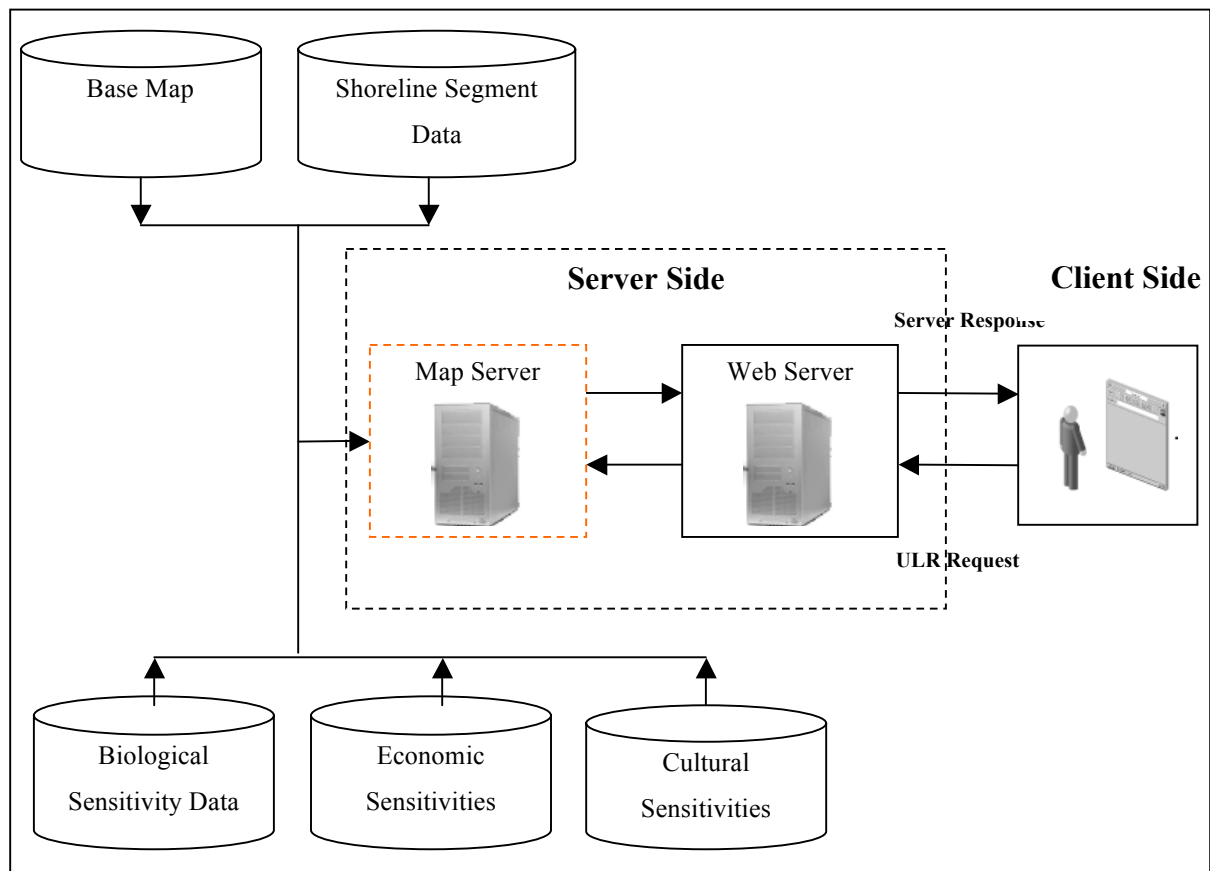 Base Map
Shoreline Segment
Data
Server Side
Client Side
Server Response
Map Server
Web Server
ULR Request
Biological
Sensitivity Data
Economic
Sensitivities
Cultural
Sensitivities